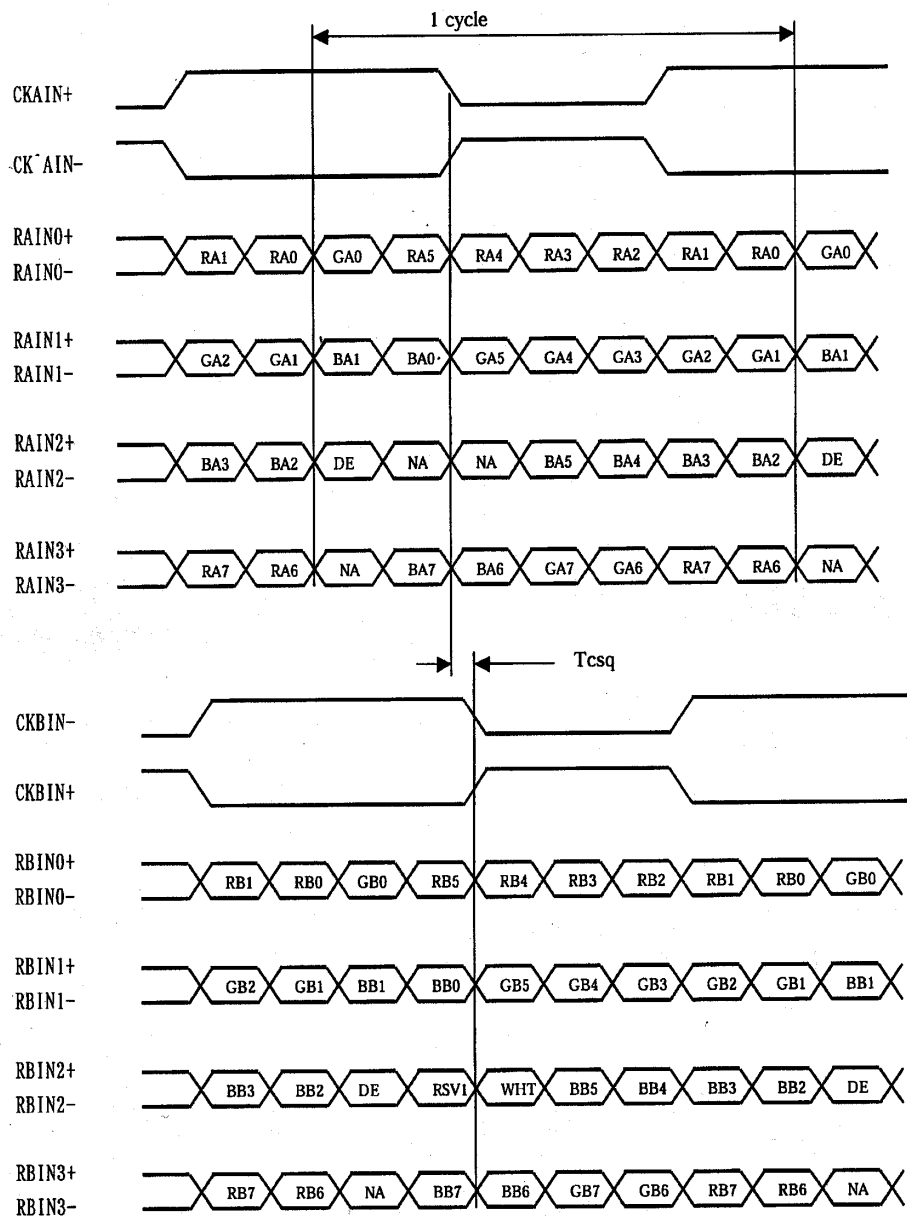 1 cycle
CKAIN+
CK AIN-
RAIN0+
RAIN0-
RA1 RA0 GA0 RA5 RA4 RA3 RA2 RA1 RA0 GA0
RAIN1+
RAIN1-
GA2 GA1 BA1 BA0 GA5 GA4 GA3 GA2 GA1 BA1
RAIN2+
RAIN2-
BA3 BA2 DE NA NA BA5 BA4 BA3 BA2 DE
RAIN3+
RAIN3-
RA7 RA6 NA BA7 BA6 GA7 GA6 RA7 RA6 NA
Tcsq
CKBIN-
CKBIN+
RBIN0+
RBIN0-
RB1 RB0 GB0 RB5 RB4 RB3 RB2 RB1 RB0 GB0
RBIN1+
RBIN1-
GB2 GB1 BB1 BB0 GB5 GB4 GB3 GB2 GB1 BB1
RBIN2+
RBIN2-
BB3 BB2 DE RSV1 WHT BB5 BB4 BB3 BB2 DE
RBIN3+
RBIN3-
RB7 RB6 NA BB7 BB6 GB7 GB6 RB7 RB6 NA